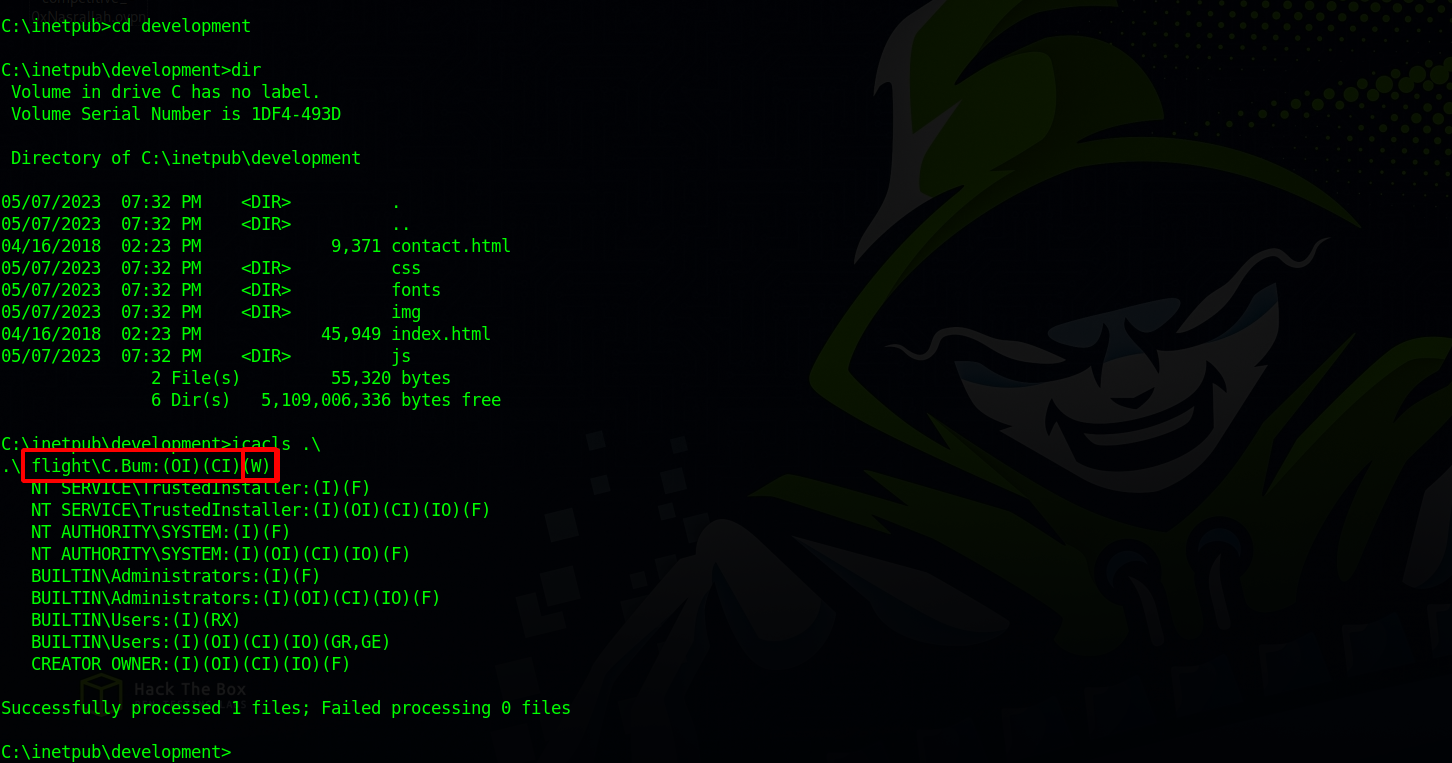 competitive_
0xNasrallah.ovpn
C:\inetpub>cd development
C:\inetpub\development>dir
Volume in drive C has no label.
Volume Serial Number is 1DF4-493D
Directory of C:\inetpub\development
05/07/2023  07:32 PM    <DIR>          .
05/07/2023  07:32 PM    <DIR>          ..
04/16/2018  02:23 PM             9,371 contact.html
05/07/2023  07:32 PM    <DIR>          css
05/07/2023  07:32 PM    <DIR>          fonts
05/07/2023  07:32 PM    <DIR>          img
04/16/2018  02:23 PM            45,949 index.html
05/07/2023  07:32 PM    <DIR>          js
2 File(s)         55,320 bytes
6 Dir(s)   5,109,006,336 bytes free
C:\inetpub\development>icacls .\
.\ flight\C.Bum:(OI)(CI)(W)
NT SERVICE\TrustedInstaller:(I)(F)
NT SERVICE\TrustedInstaller:(I)(OI)(CI)(IO)(F)
NT AUTHORITY\SYSTEM:(I)(F)
NT AUTHORITY\SYSTEM:(I)(OI)(CI)(IO)(F)
BUILTIN\Administrators:(I)(F)
BUILTIN\Administrators:(I)(OI)(CI)(IO)(F)
BUILTIN\Users:(I)(RX)
BUILTIN\Users:(I)(OI)(CI)(IO)(GR,GE)
CREATOR OWNER:(I)(OI)(CI)(IO)(F)
Hack The Box
Successfully processed 1 files; Failed processing 0 files
C:\inetpub\development>